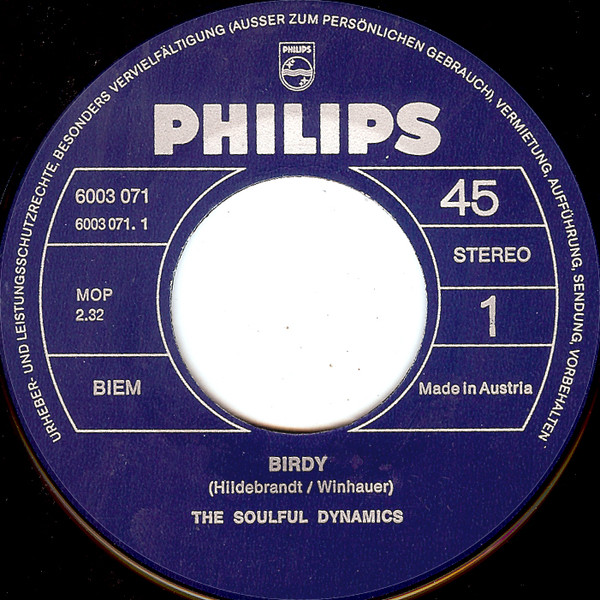 URHEBER- UND LEISTUNGSSCHUTZRECHTE, BESONDERS VERVIELFÄLTIGUNG (AUSSER ZUM PERSÖNLICHEN GEBRAUCH), VERMIETUNG, AUFFÜHRUNG, SENDUNG, VORBEHALTEN
PHILIPS
PHILIPS
6003 071
6003 071. 1
45
STEREO
MOP
2.32
1
BIEM
Made in Austria
BIRDY
(Hildebrandt / Winhauer)
THE SOULFUL DYNAMICS